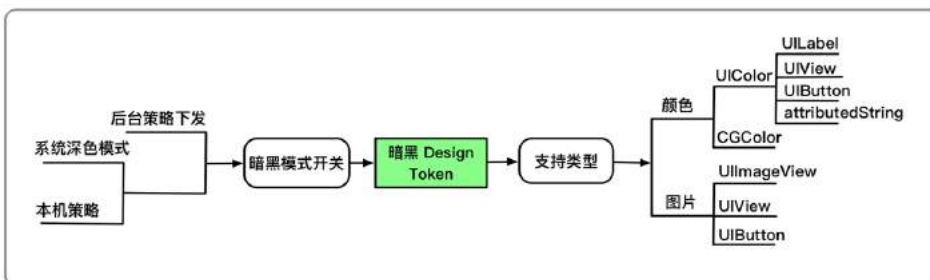 后台策略下发
系统深色模式
本机策略
暗黑模式开关
暗黑 Design
Token
支持类型
颜色
图片
UIColor
CGColor
UILabel
UIView
UIButton
attributedString
UIImageView
UIView
UIButton